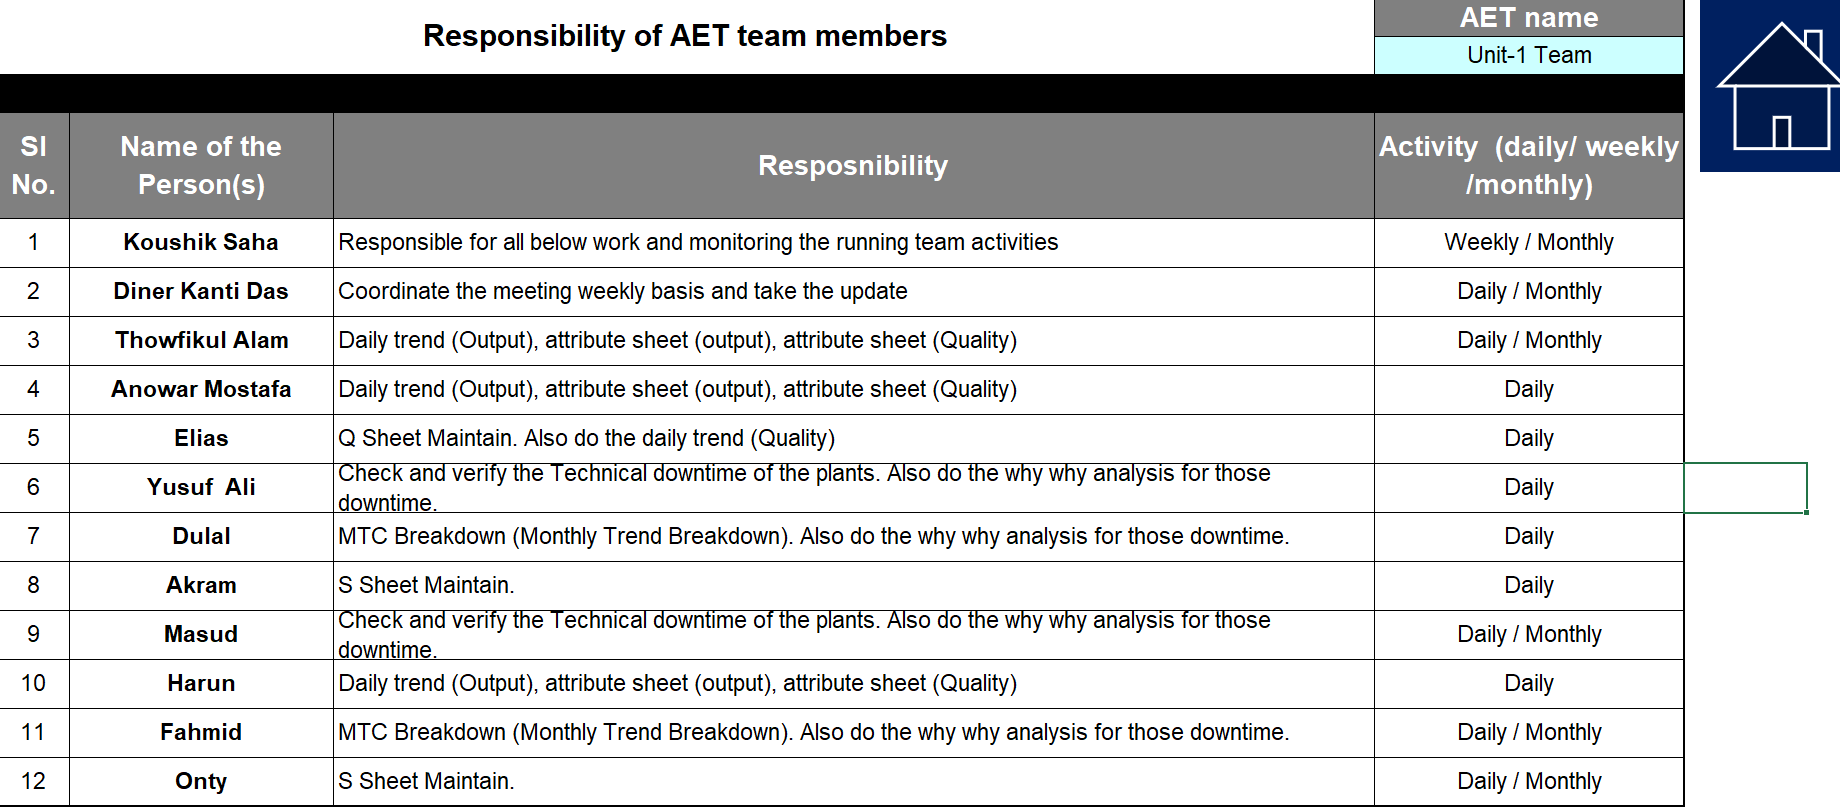 Responsibility of AET team members
AET name
Unit-1 Team
Sl No.
Name of the Person(s)
Resposnibility
Activity (daily/ weekly /monthly)
1 Koushik Saha Responsible for all below work and monitoring the running team activities Weekly / Monthly
2 Diner Kanti Das Coordinate the meeting weekly basis and take the update Daily / Monthly
3 Thowfikul Alam Daily trend (Output), attribute sheet (output), attribute sheet (Quality) Daily / Monthly
4 Anowar Mostafa Daily trend (Output), attribute sheet (output), attribute sheet (Quality) Daily
5 Elias Q Sheet Maintain. Also do the daily trend (Quality) Daily
6 Yusuf Ali Check and verify the Technical downtime of the plants. Also do the why why analysis for those downtime. Daily
7 Dulal MTC Breakdown (Monthly Trend Breakdown). Also do the why why analysis for those downtime. Daily
8 Akram S Sheet Maintain. Daily
9 Masud Check and verify the Technical downtime of the plants. Also do the why why analysis for those downtime. Daily / Monthly
10 Harun Daily trend (Output), attribute sheet (output), attribute sheet (Quality) Daily
11 Fahmid MTC Breakdown (Monthly Trend Breakdown). Also do the why why analysis for those downtime. Daily / Monthly
12 Onty S Sheet Maintain. Daily / Monthly